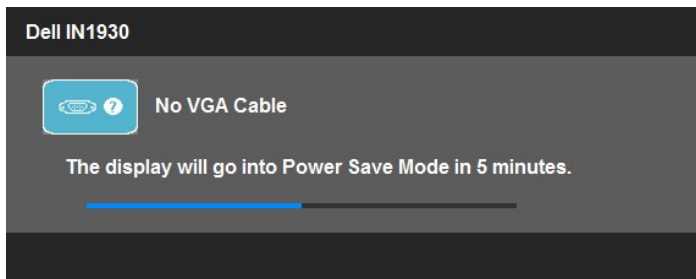 Dell IN1930
No VGA Cable
The display will go into Power Save Mode in 5 minutes.